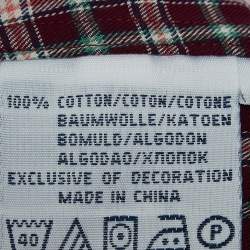 100% COTTON/COTON/COTONE
BAUMWOLLE/KATOEN
BOMULD/ALGODON
ALGODAO/ХЛОПОК
EXCLUSIVE OF DECORATION
MADE IN CHINA
40 P